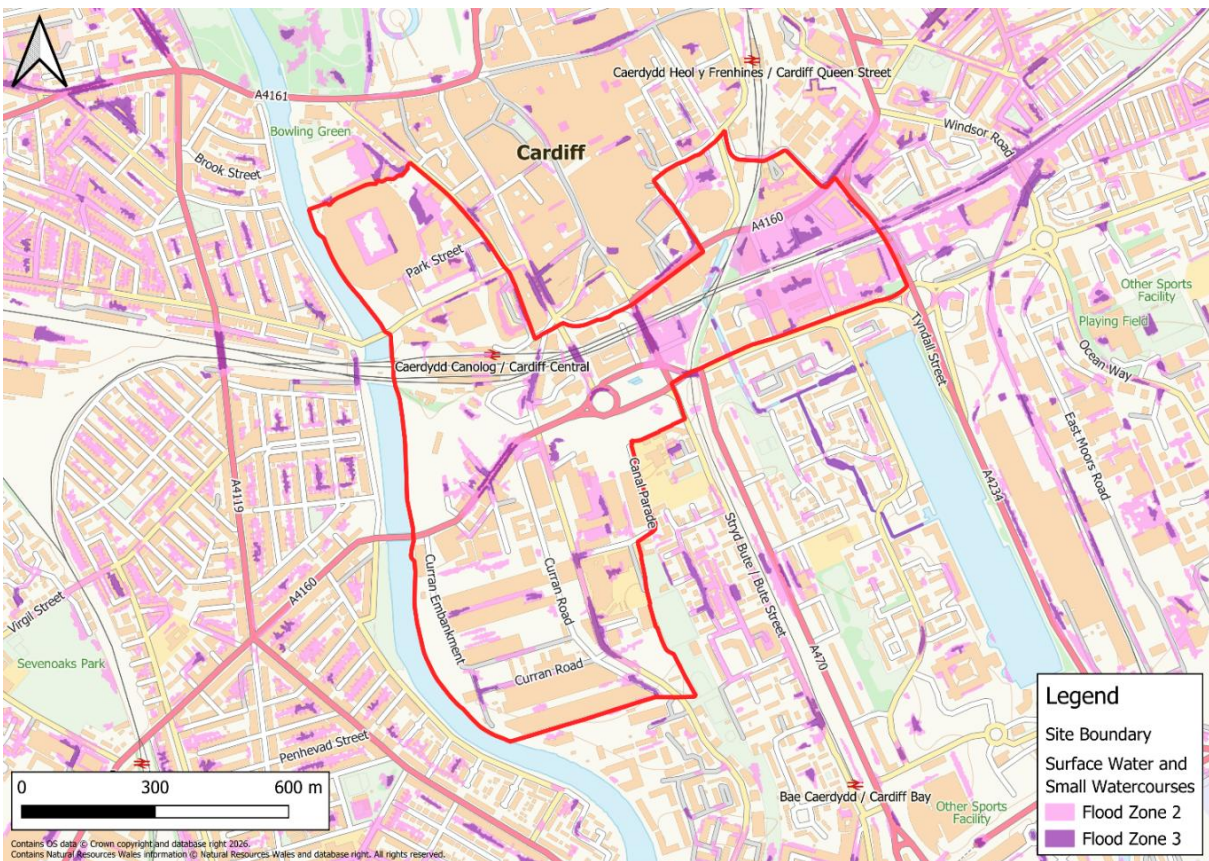 Caerdydd Heol y Frenhines / Cardiff Queen Street
A4161
Bowling Green
Windsor Road
Cardiff
Brook Street
A4160
Park Street
Other Sports
Facility
Playing Field
Tyndall Street
Ocean Way
Caerdydd Canolog / Cardiff Central
A4119
East Moors Road
Canal Parade
A4234
Stryd Bute / Bute Street
Curran Embankment
Curran Road
Virgil Street
A4160
Sevenoaks Park
Curran Road
A470
Penhevad Street
Bae Caerdydd / Cardiff Bay
Other Sports
Facility
Legend
Site Boundary
Surface Water and
Small Watercourses
Flood Zone 2
Flood Zone 3
0 300 600 m
Contains OS data © Crown copyright and database right 2026.
Contains Natural Resources Wales information © Natural Resources Wales and database right. All rights reserved.